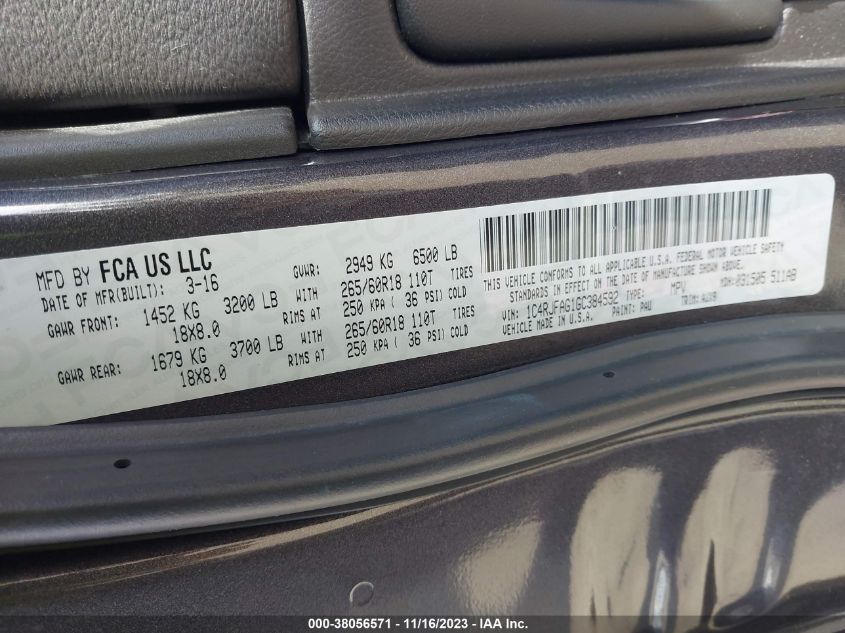 MFD BY FCA US LLC
DATE OF MFR(BUILT): 3-16
GVWR: 2949 KG 6500 LB
GAWR FRONT: 1452 KG 3200 LB WITH 265/60R18 110T TIRES
18X8.0 RIMS AT 250 KPA ( 36 PSI) COLD
GAWR REAR: 1679 KG 3700 LB WITH 265/60R18 110T TIRES
18X8.0 RIMS AT 250 KPA ( 36 PSI) COLD
THIS VEHICLE CONFORMS TO ALL APPLICABLE U.S.A. FEDERAL MOTOR VEHICLE SAFETY
STANDARDS IN EFFECT ON THE DATE OF MANUFACTURE SHOWN ABOVE.
VIN: 1C4RJFAG1GC384592 TYPE: MPV MDH: 031505 511AB
VEHICLE MADE IN U.S.A. PAINT: PAU TRIM:
000-38056571 - 11/16/2023 - IAA, Inc.